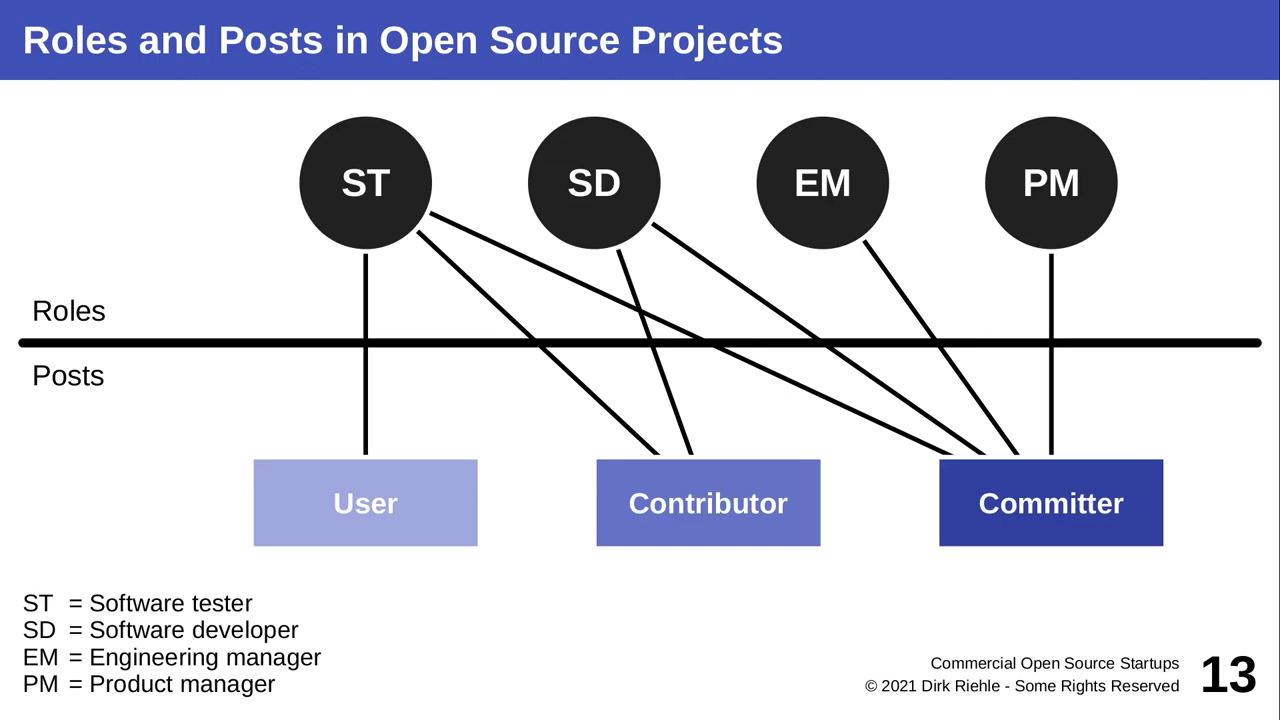 Roles and Posts in Open Source Projects
ST SD EM PM
Roles
Posts
User Contributor Committer
ST = Software tester
SD = Software developer
EM = Engineering manager
PM = Product manager
Commercial Open Source Startups
© 2021 Dirk Riehle - Some Rights Reserved
13